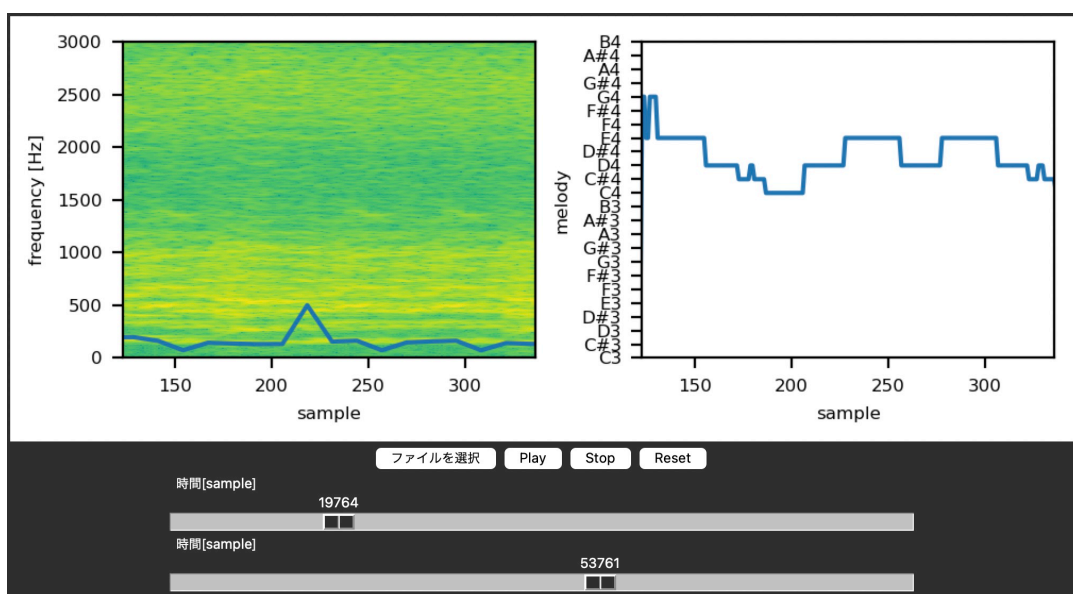 3000
2500
2000
1500
1000
500
0
frequency [Hz]
150 200 250 300
sample
B4
A#4
A4
G#4
G4
F#4
F4
E4
D#4
D4
C#4
C4
B3
A#3
A3
G#3
G3
F#3
F3
E3
D#3
D3
C#3
C3
melody
150 200 250 300
sample
ファイルを選択 Play Stop Reset
時間[sample]
19764
時間[sample]
53761